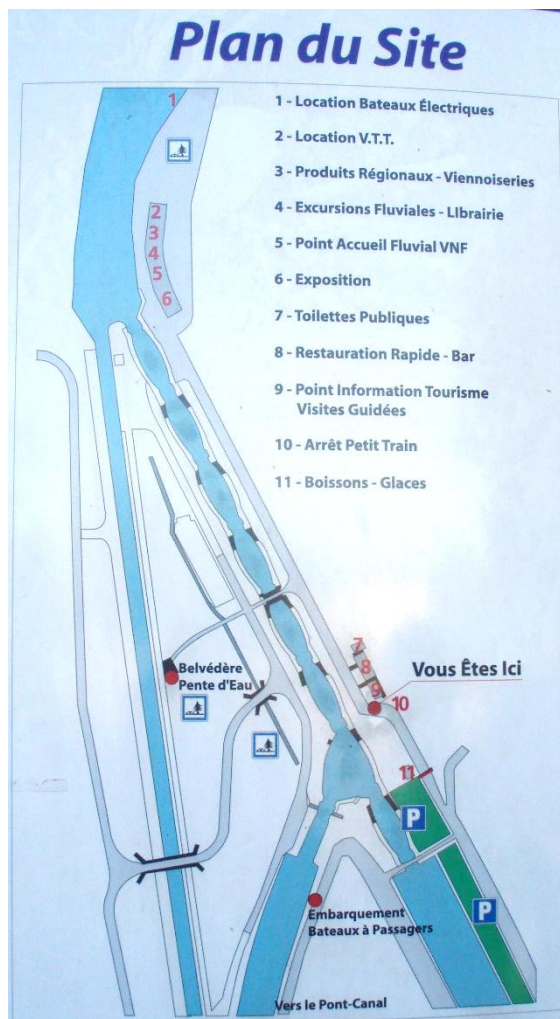 Plan du Site
1 - Location Bateaux Électriques
2 - Location V.T.T.
3 - Produits Régionaux - Viennoiseries
4 - Excursions Fluviales - LIbrairie
5 - Point Accueil Fluvial VNF
6 - Exposition
7 - Toilettes Publiques
8 - Restauration Rapide - Bar
9 - Point Information Tourisme
Visites Guidées
10 - Arrêt Petit Train
11 - Boissons - Glaces
1
2
3
4
5
6
7
8
9
10
Vous Êtes Ici
Belvédère
Pente d'Eau
11
P
P
Embarquement
Bateaux à Passagers
Vers le Pont-Canal